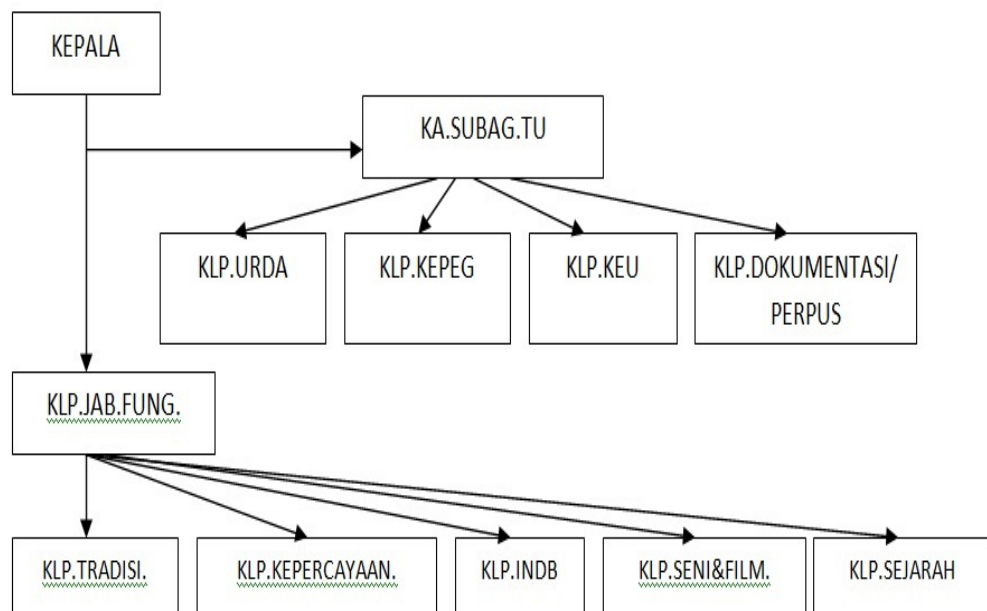 KEPALA
KA.SUBAG.TU
KLP.URDA
KLP.KEPEG
KLP.KEU
KLP.DOKUMENTASI/
PERPUS
KLP.JAB.FUNG.
KLP.TRADISI.
KLP.KEPERCAYAAN.
KLP.INDB
KLP.SENI&FILM.
KLP.SEJARAH